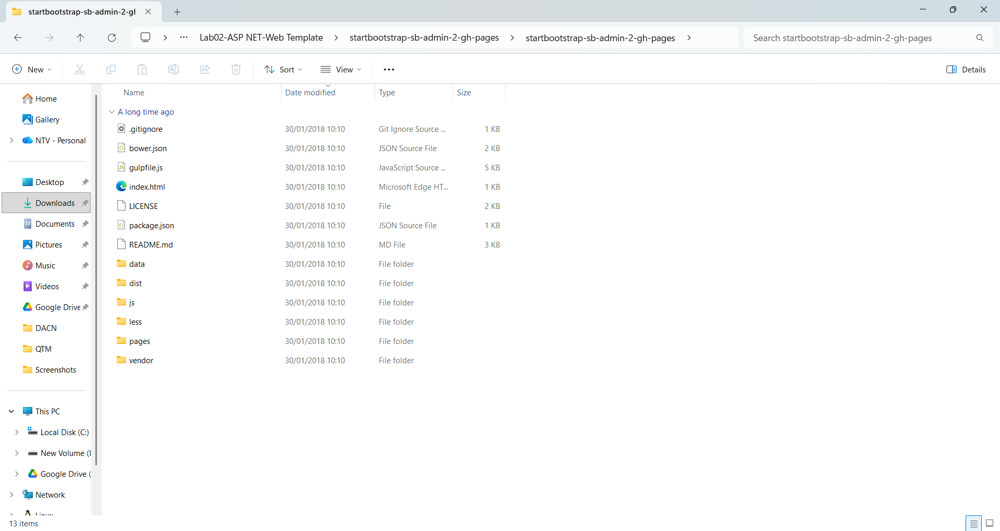 startbootstrap-sb-admin-2-gl
Lab02-ASP NET-Web Template > startbootstrap-sb-admin-2-gh-pages > startbootstrap-sb-admin-2-gh-pages >
Search startbootstrap-sb-admin-2-gh-pages
New
Sort
View
Details
Home
Gallery
NTV - Personal
Desktop
Downloads
Documents
Pictures
Music
Videos
Google Drive
DACN
QTM
Screenshots
This PC
Local Disk (C:)
New Volume (
Google Drive (
Network
Linux
Name Date modified Type Size
A long time ago
.gitignore 30/01/2018 10:10 Git Ignore Source ... 1 KB
bower.json 30/01/2018 10:10 JSON Source File 2 KB
gulpfile.js 30/01/2018 10:10 JavaScript Source ... 5 KB
index.html 30/01/2018 10:10 Microsoft Edge HT... 1 KB
LICENSE 30/01/2018 10:10 File 2 KB
package.json 30/01/2018 10:10 JSON Source File 1 KB
README.md 30/01/2018 10:10 MD File 3 KB
data 30/01/2018 10:10 File folder
dist 30/01/2018 10:10 File folder
js 30/01/2018 10:10 File folder
less 30/01/2018 10:10 File folder
pages 30/01/2018 10:10 File folder
vendor 30/01/2018 10:10 File folder
13 items